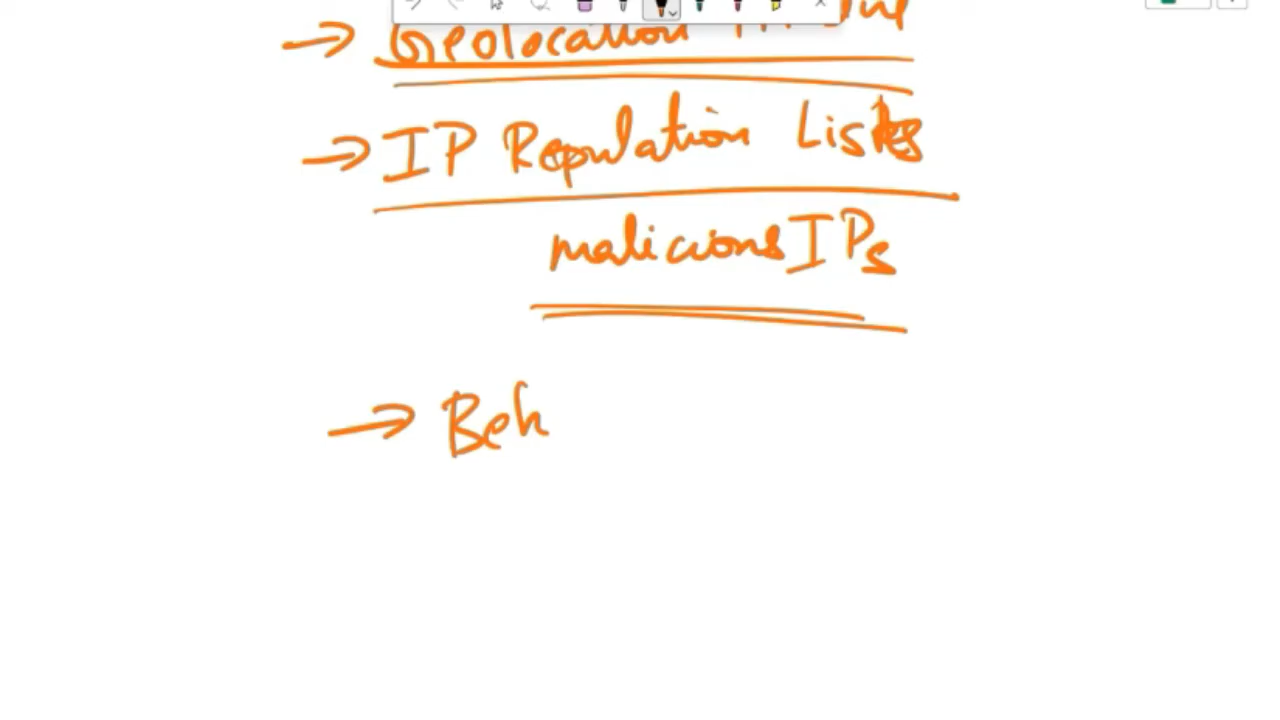 → Geolocation
→ IP Reputation Lists
malicious IPs
→ Beh